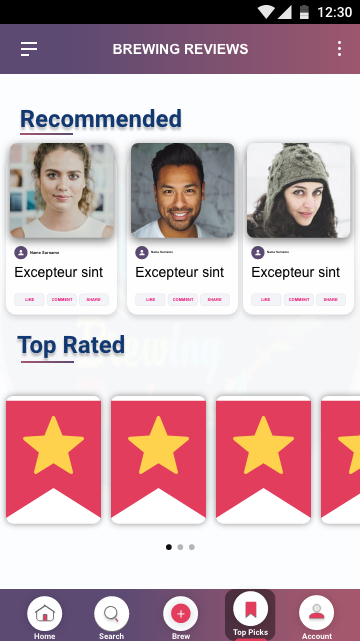 12:30
BREWING REVIEWS
Recommended
Name Surname
Name Surname
Name Surname
Excepteur sint
Excepteur sint
Excepteur sint
LIKE COMMENT SHARE
LIKE COMMENT SHARE
LIKE COMMENT SHARE
Top Rated
Brewing
Home
Search
Brew
Top Picks
Account